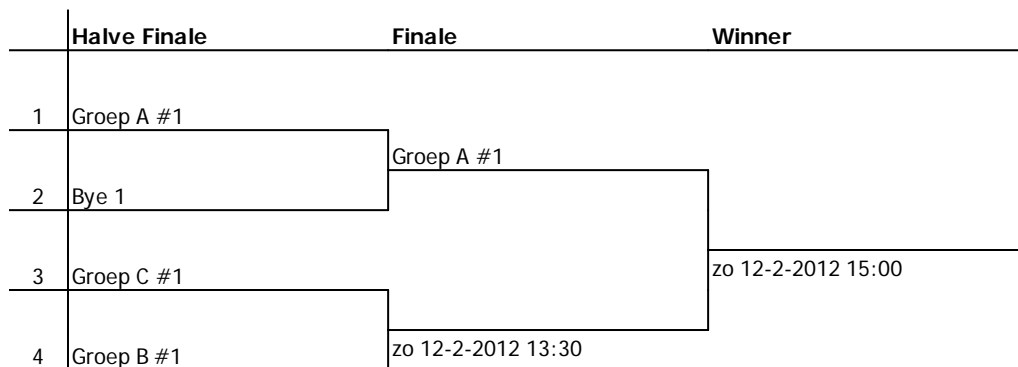 Halve Finale Finale Winner
1 Groep A #1
Groep A #1
2 Bye 1
zo 12-2-2012 15:00
3 Groep C #1
zo 12-2-2012 13:30
4 Groep B #1